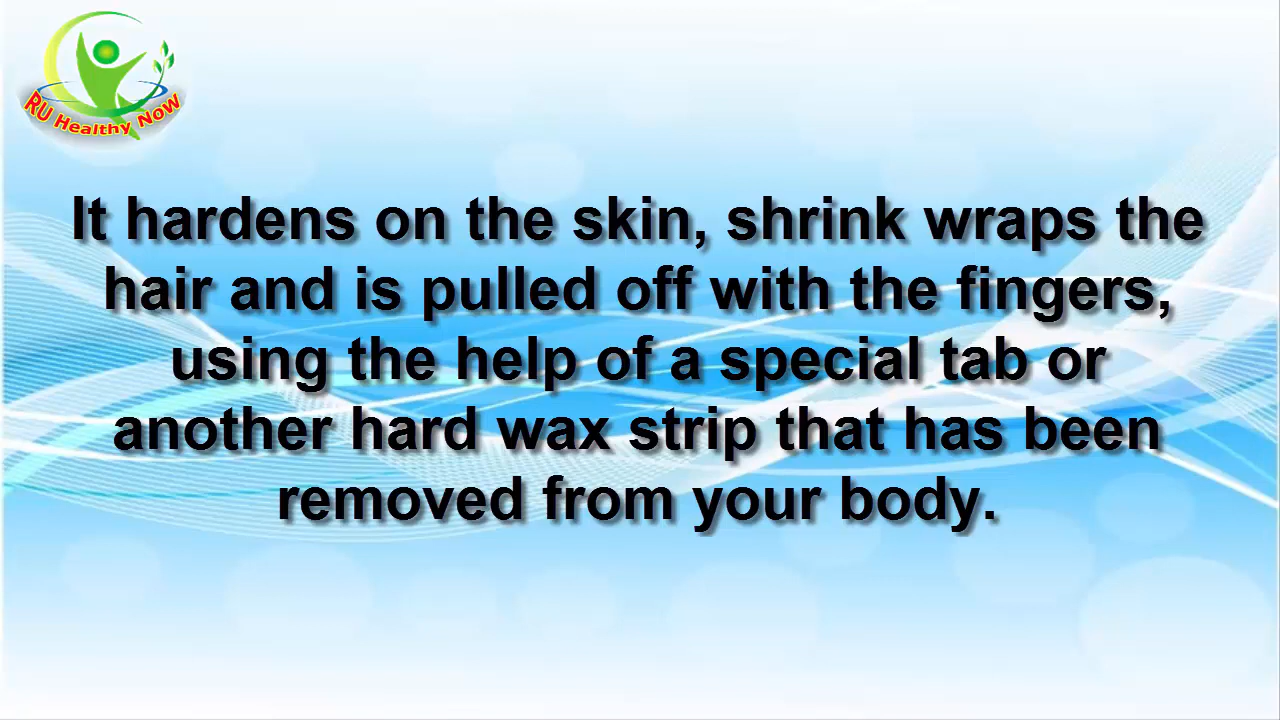 RU Healthy Now
It hardens on the skin, shrink wraps the
hair and is pulled off with the fingers,
using the help of a special tab or
another hard wax strip that has been
removed from your body.